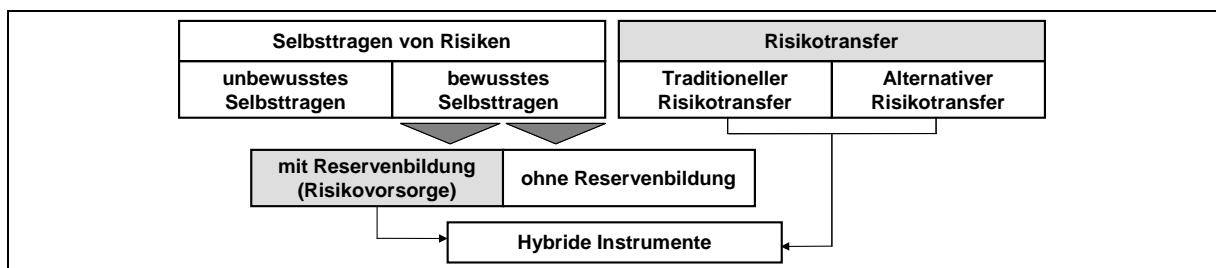 Selbsttragen von Risiken
Risikotransfer
unbewusstes
Selbsttragen
bewusstes
Selbsttragen
Traditioneller
Risikotransfer
Alternativer
Risikotransfer
mit Reservenbildung
(Risikovorsorge)
ohne Reservenbildung
Hybride Instrumente